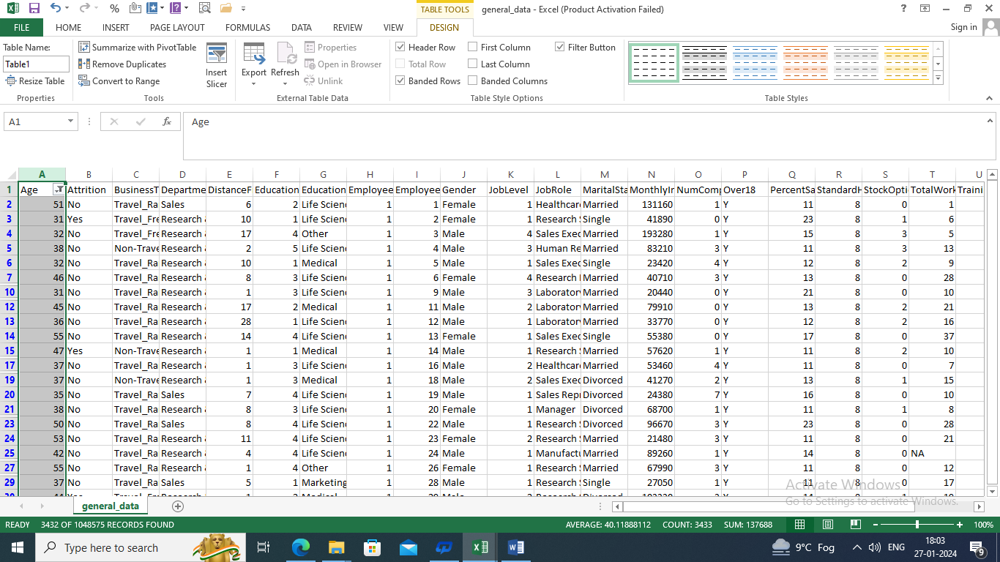 TABLE TOOLS general_data - Excel (Product Activation Failed)
FILE HOME INSERT PAGE LAYOUT FORMULAS DATA REVIEW VIEW DESIGN Sign in
Table Name: Summarize with PivotTable Properties Header Row First Column Filter Button
Table1 Remove Duplicates Insert Slicer Export Refresh Open in Browser Total Row Last Column
Resize Table Convert to Range Unlink Banded Rows Banded Columns
Properties Tools External Table Data Table Style Options Table Styles
A1 fx Age
A B C D E F G H I J K L M N O P Q R S T U
1 Age Attrition BusinessT Departme DistanceF Education Education Employee Employee Gender JobLevel JobRole MaritalSta MonthlyIn NumComp Over18 PercentSa StandardH StockOpti TotalWork Traini
2 51 No Travel_Ra Sales 6 2 Life Scien 1 1 Female 1 Healthcar Married 131160 1 Y 11 8 0 1
3 31 Yes Travel_Fre Research 10 1 Life Scien 1 2 Female 1 Research Single 41890 0 Y 23 8 1 6
4 32 No Travel_Fre Research 17 4 Other 1 3 Male 4 Sales Exec Married 193280 1 Y 15 8 3 5
5 38 No Non-Trave Research 2 5 Life Scien 1 4 Male 3 Human Re Married 83210 3 Y 11 8 3 13
6 32 No Travel_Ra Research 10 1 Medical 1 5 Male 1 Sales Exec Single 23420 4 Y 12 8 2 9
7 46 No Travel_Ra Research 8 3 Life Scien 1 6 Female 4 Research Married 40710 3 Y 13 8 0 28
10 31 No Travel_Ra Research 1 3 Life Scien 1 9 Male 3 Laborator Married 20440 0 Y 21 8 0 10
12 45 No Travel_Ra Research 17 2 Medical 1 11 Male 2 Laborator Married 79910 0 Y 13 8 2 21
13 36 No Travel_Ra Research 28 1 Life Scien 1 12 Male 1 Laborator Married 33770 0 Y 12 8 2 16
14 55 No Travel_Ra Research 14 4 Life Scien 1 13 Female 1 Sales Exec Single 55380 0 Y 17 8 0 37
15 47 Yes Non-Trave Research 1 1 Medical 1 14 Male 1 Research Married 57620 1 Y 11 8 2 10
17 37 No Travel_Ra Research 1 3 Life Scien 1 16 Male 2 Healthcar Married 53460 4 Y 11 8 0 7
19 37 No Non-Trave Research 1 3 Medical 1 18 Male 2 Sales Exec Divorced 41270 2 Y 13 8 1 15
20 35 No Travel_Ra Sales 7 4 Life Scien 1 19 Male 1 Sales Repr Divorced 24380 7 Y 16 8 0 10
21 38 No Travel_Ra Research 8 3 Life Scien 1 20 Female 1 Manager Divorced 68700 1 Y 11 8 1 8
23 50 No Travel_Ra Sales 8 4 Life Scien 1 22 Male 1 Research Divorced 96670 3 Y 23 8 0 28
24 53 No Travel_Ra Research 11 4 Life Scien 1 23 Female 2 Research Married 21480 3 Y 11 8 0 21
25 42 No Travel_Ra Research 4 4 Life Scien 1 24 Male 1 Manufactu Married 89260 1 Y 14 8 0 NA
27 55 No Travel_Ra Research 1 4 Other 1 26 Female 1 Research Married 67990 3 Y 11 8 0 12
29 37 No Travel_Ra Sales 5 1 Marketing 1 28 Male 1 Research Single 27050 1 Y 11 8 0 17
Activate Windows
Go to Settings to activate Windows.
general_data
READY 3432 OF 1048575 RECORDS FOUND AVERAGE: 40.11888112 COUNT: 3433 SUM: 137688 100%
Type here to search 9°C Fog ENG 18:03
27-01-2024 9